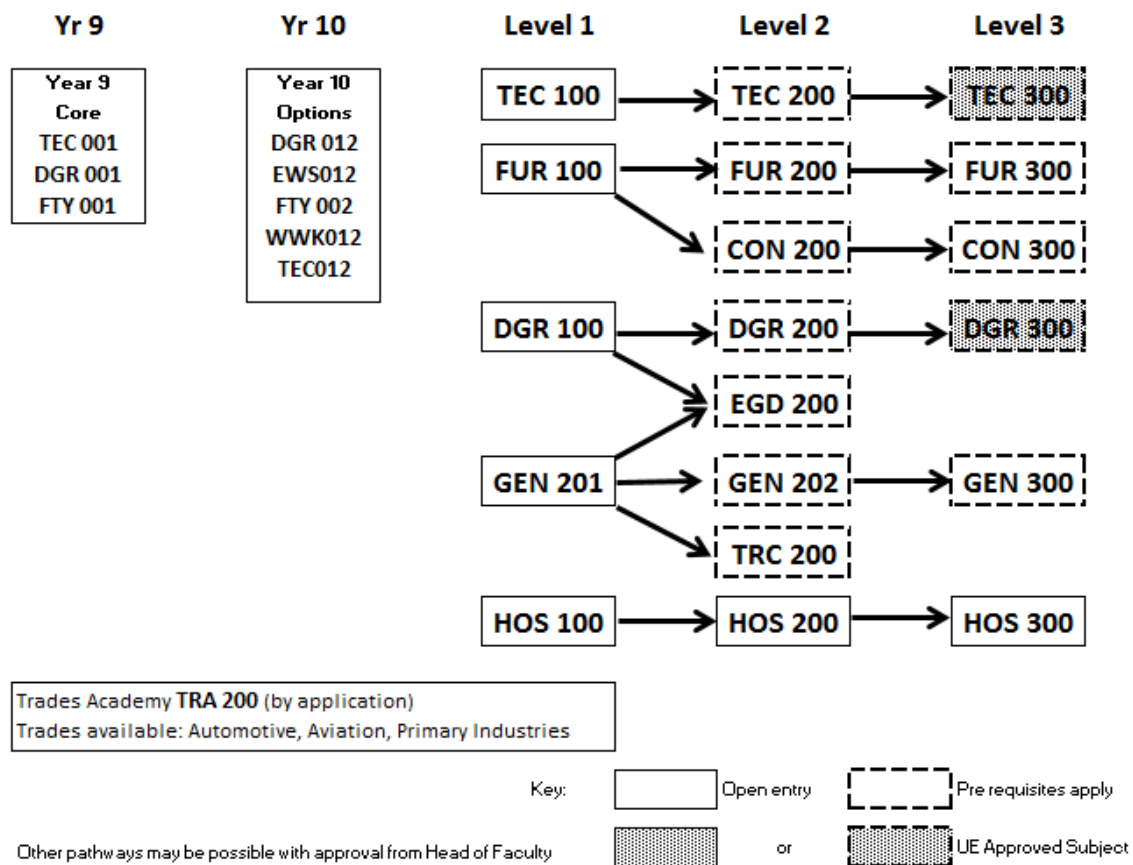 Yr 9
Yr 10
Level 1
Level 2
Level 3
Year 9
Core
TEC 001
DGR 001
FTY 001
Year 10
Options
DGR 012
EWS012
FTY 002
WWK012
TEC012
TEC 100
TEC 200
TEC 300
FUR 100
FUR 200
FUR 300
CON 200
CON 300
DGR 100
DGR 200
DGR 300
EGD 200
GEN 201
GEN 202
GEN 300
TRC 200
HOS 100
HOS 200
HOS 300
Trades Academy TRA 200 (by application)
Trades available: Automotive, Aviation, Primary Industries
Key:
Open entry
Pre requisites apply
Other pathways may be possible with approval from Head of Faculty
or
UE Approved Subject